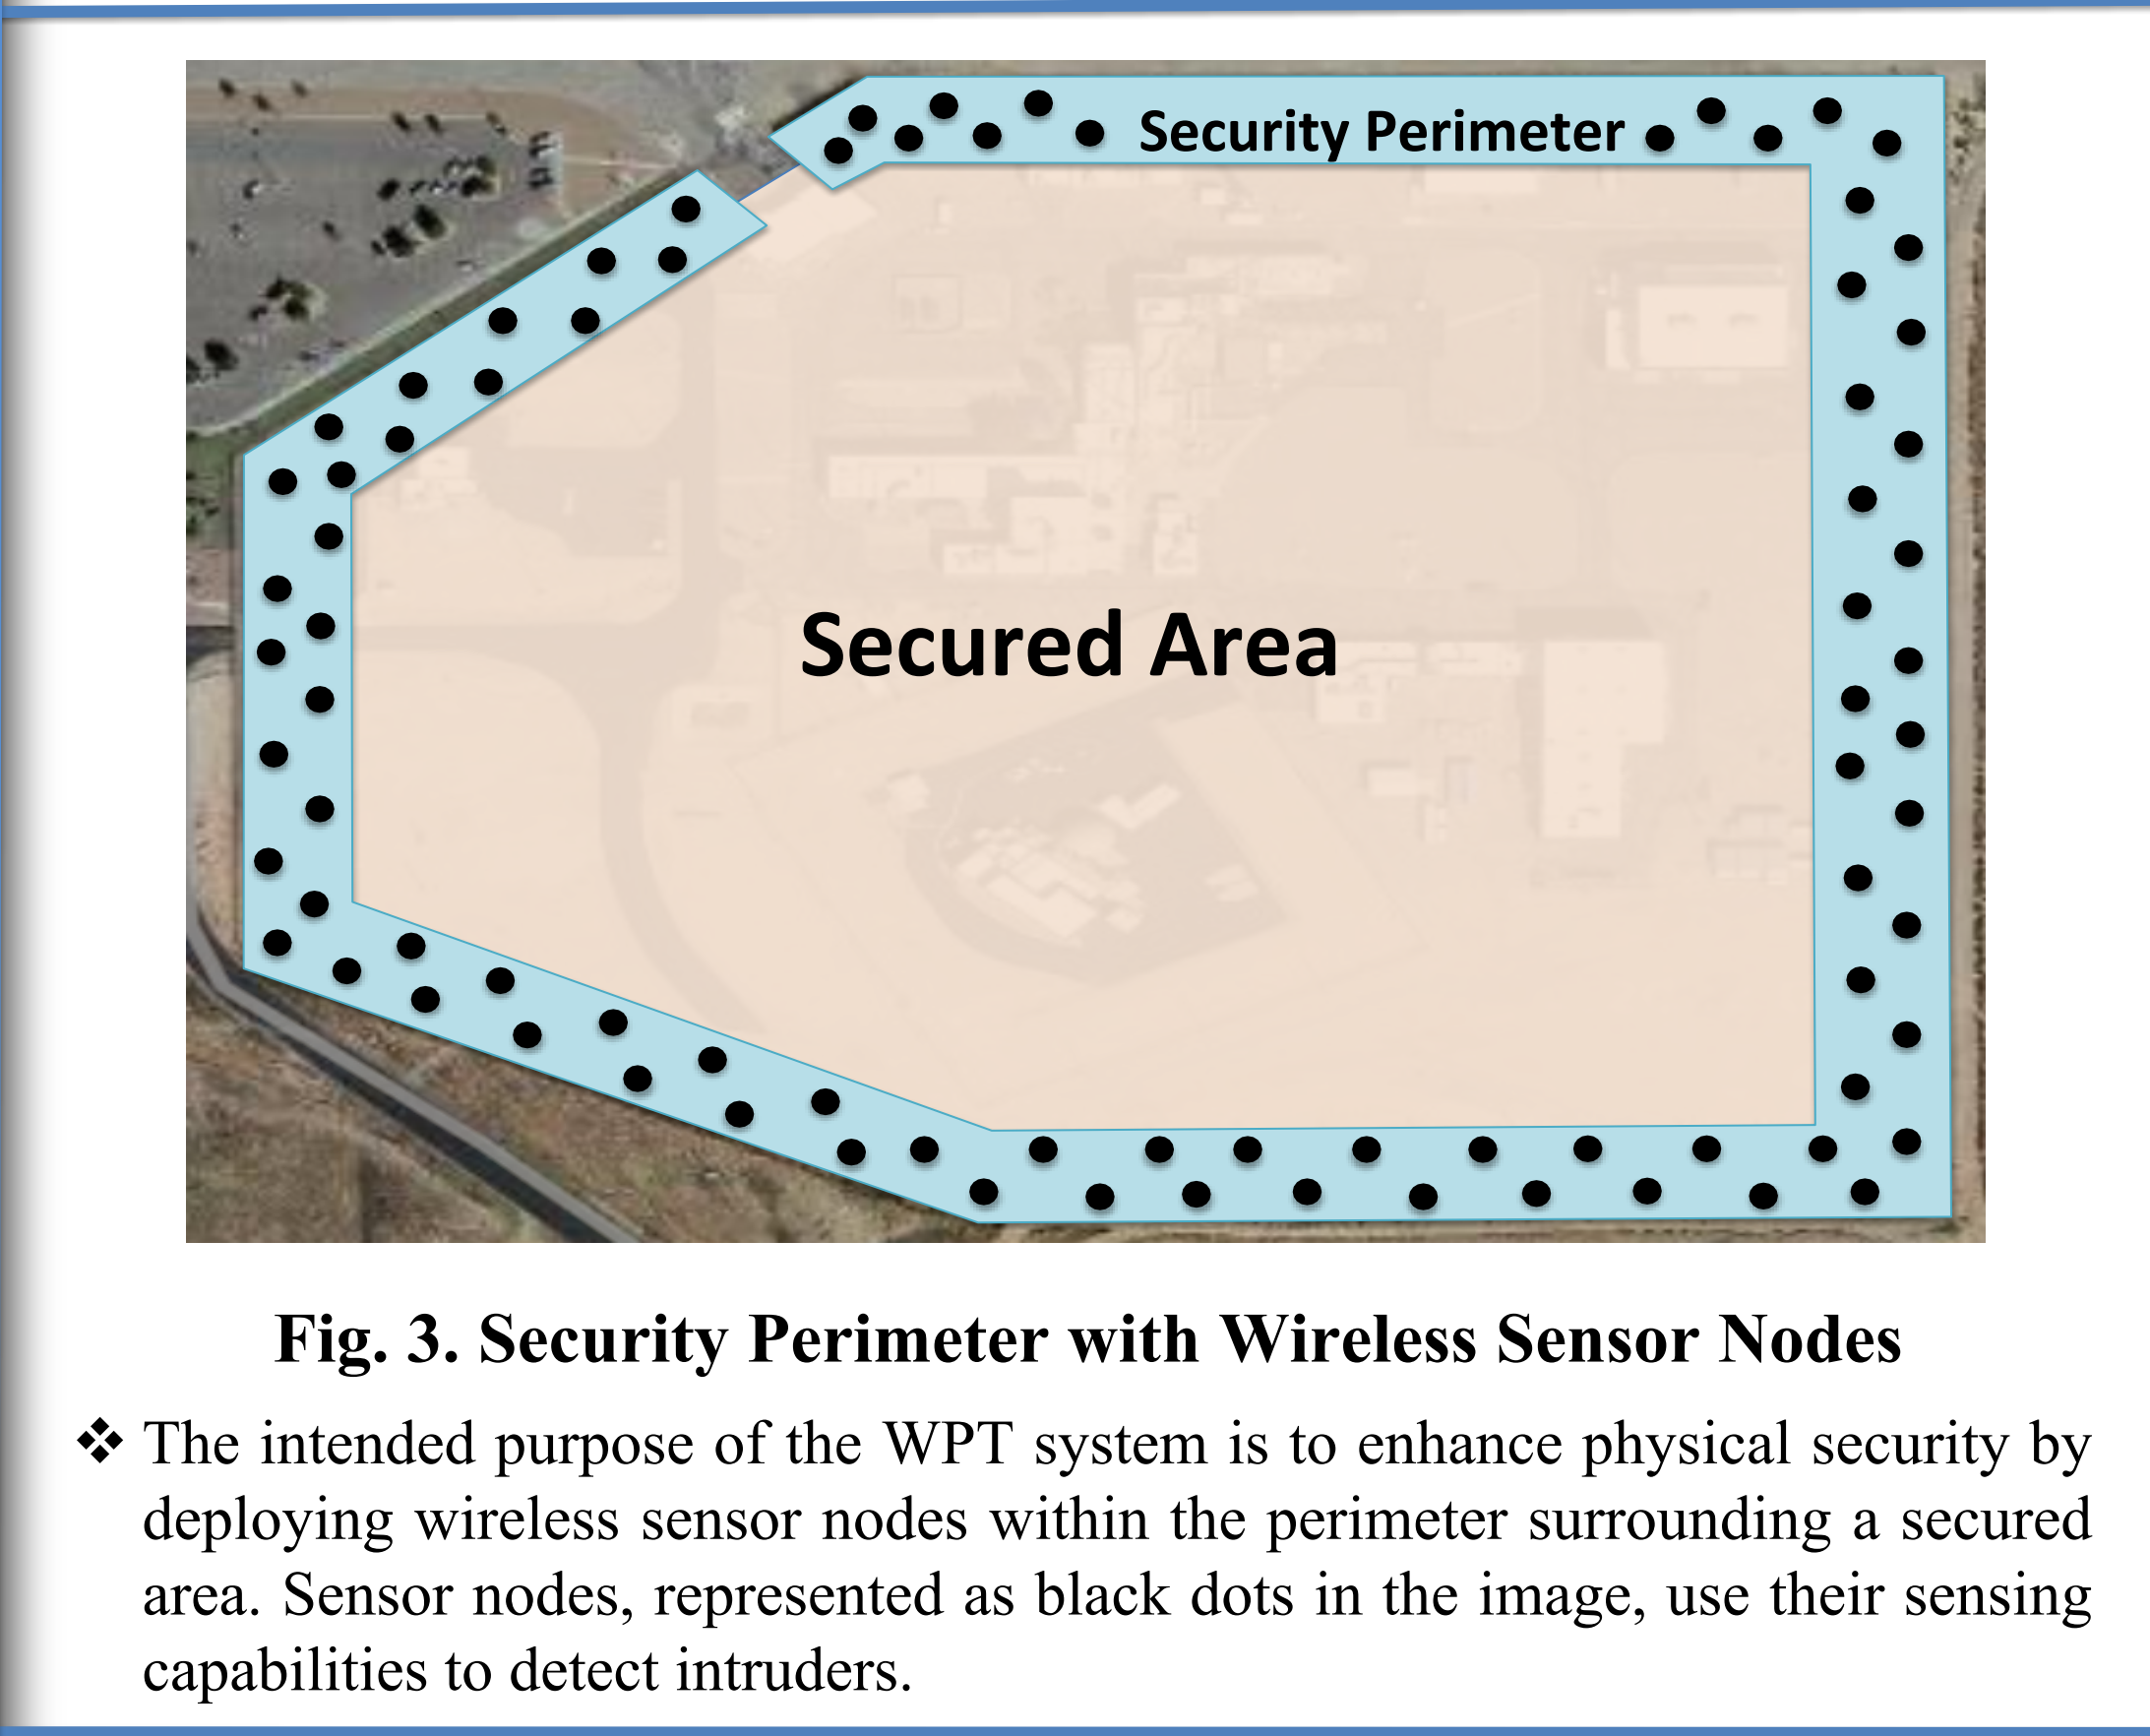 Security Perimeter
Secured Area
Fig. 3. Security Perimeter with Wireless Sensor Nodes
❖ The intended purpose of the WPT system is to enhance physical security by
deploying wireless sensor nodes within the perimeter surrounding a secured
area. Sensor nodes, represented as black dots in the image, use their sensing
capabilities to detect intruders.